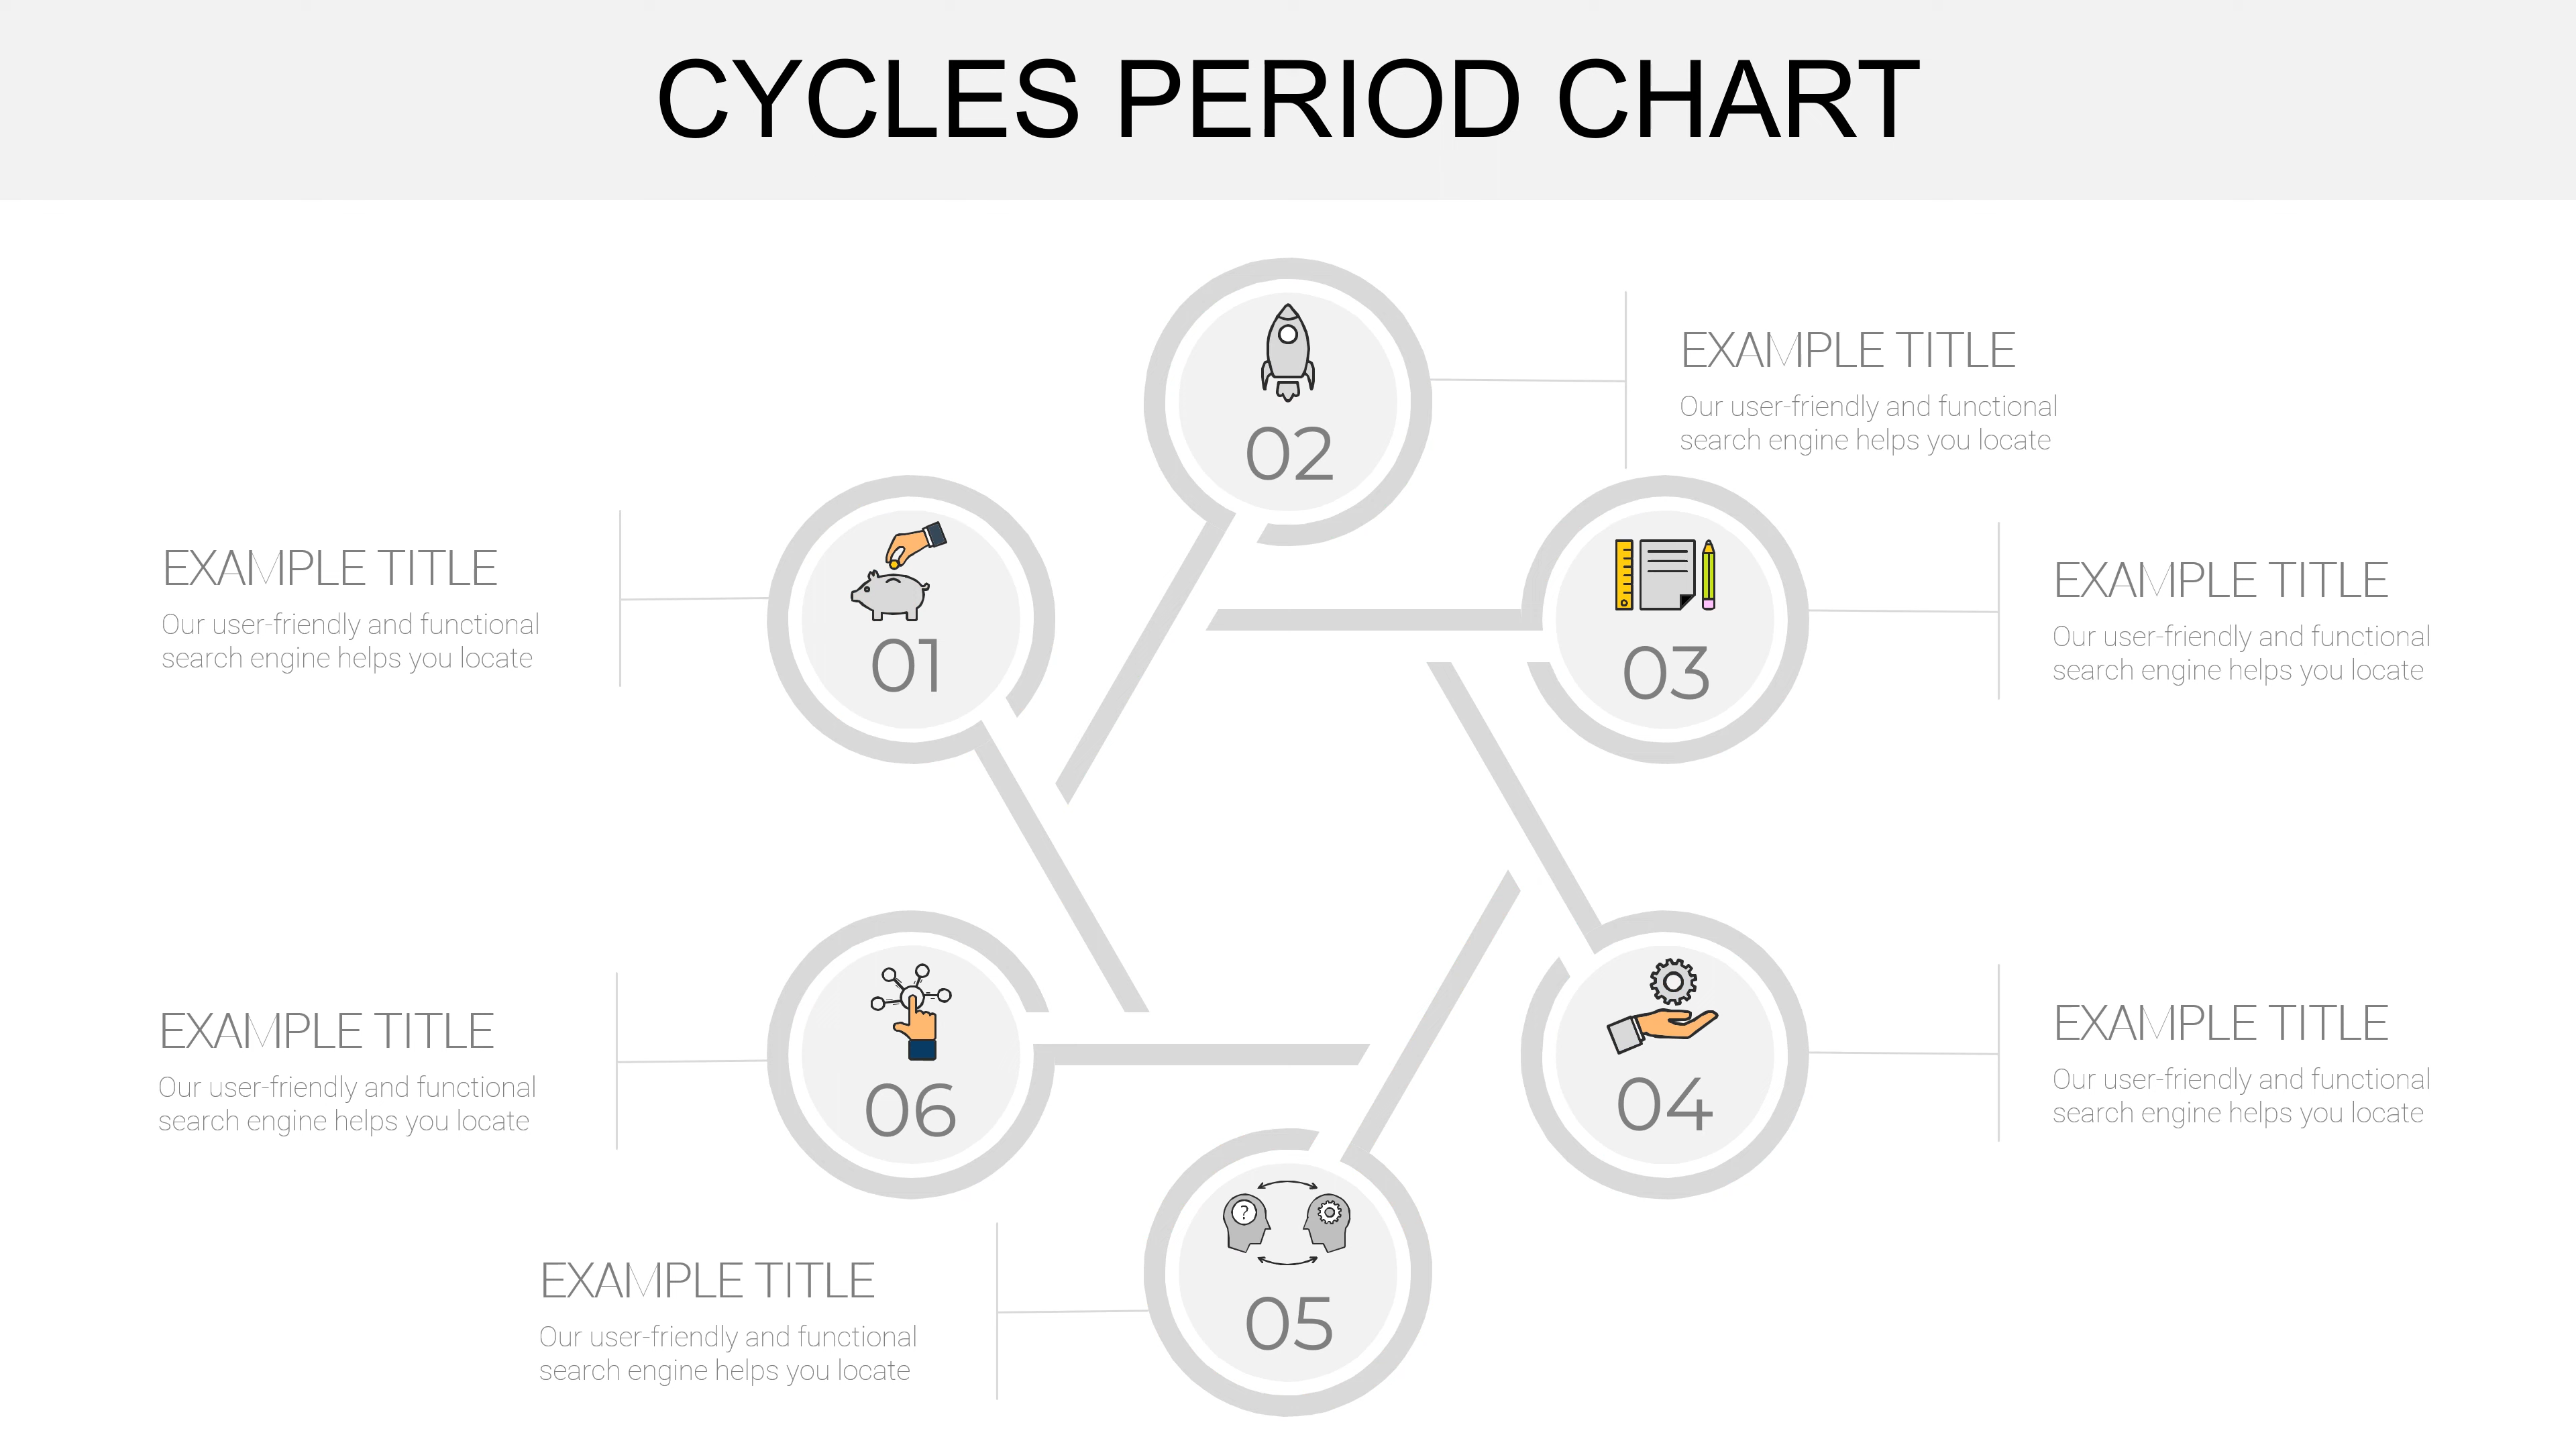 CYCLES PERIOD CHART
01
EXAMPLE TITLE
Our user-friendly and functional
search engine helps you locate
02
EXAMPLE TITLE
Our user-friendly and functional
search engine helps you locate
03
EXAMPLE TITLE
Our user-friendly and functional
search engine helps you locate
04
EXAMPLE TITLE
Our user-friendly and functional
search engine helps you locate
?
05
EXAMPLE TITLE
Our user-friendly and functional
search engine helps you locate
06
EXAMPLE TITLE
Our user-friendly and functional
search engine helps you locate